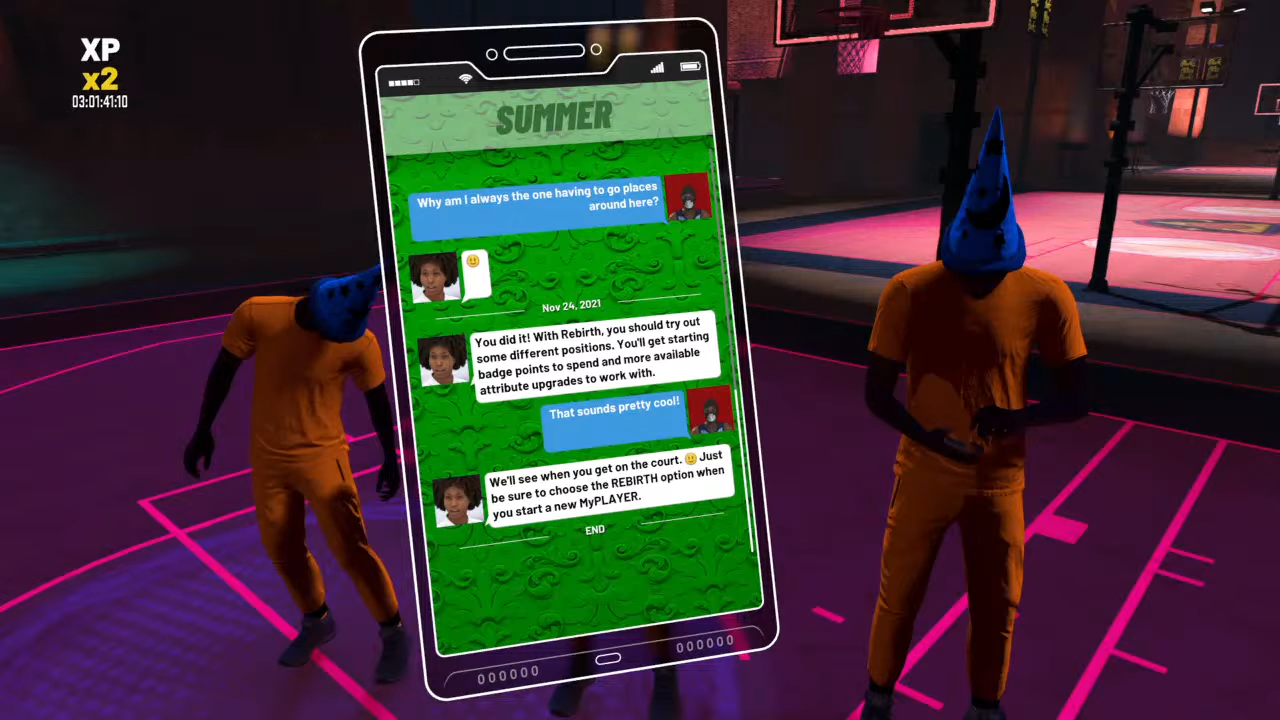 XP
x2
03:01:41:10
SUMMER
Why am I always the one having to go places
around here?
Nov 24, 2021
You did it! With Rebirth, you should try out
some different positions. You'll get starting
badge points to spend and more available
attribute upgrades to work with.
That sounds pretty cool!
We'll see when you get on the court. 🙂 Just
be sure to choose the REBIRTH option when
you start a new MyPLAYER.
END